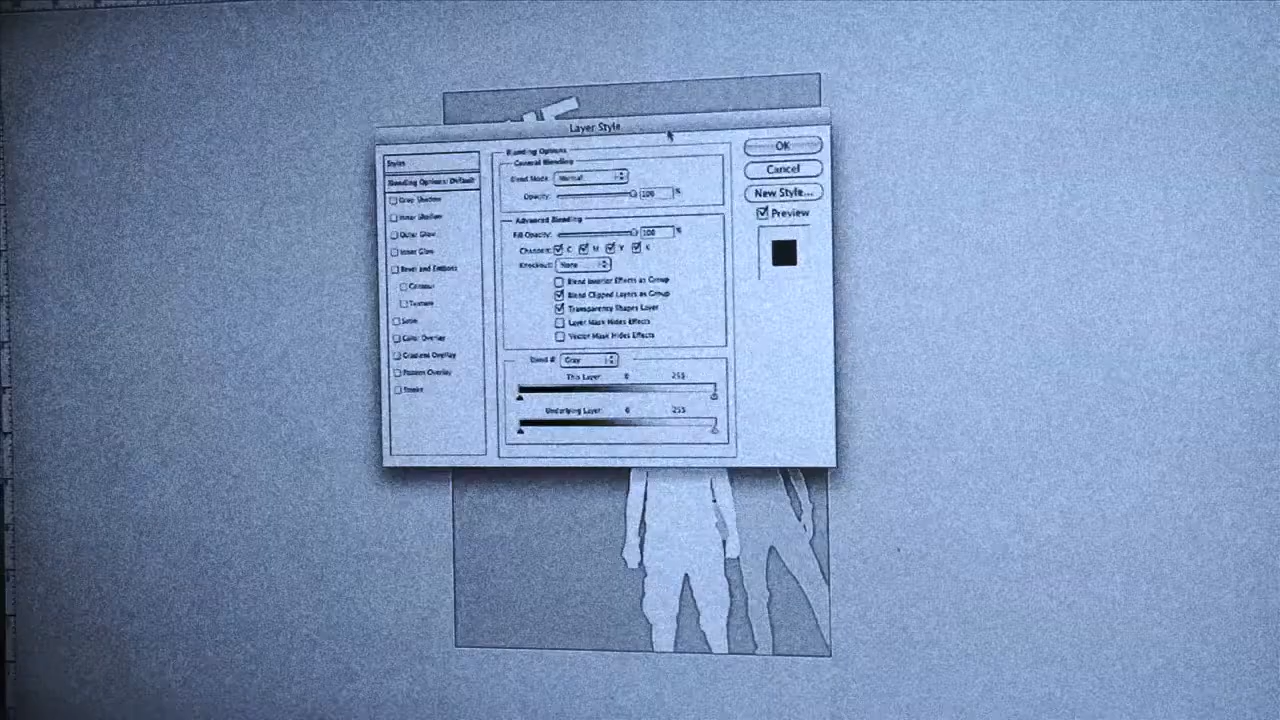 Layer Style
Styles
Blending Options: Default
Drop Shadow
Inner Shadow
Outer Glow
Inner Glow
Bevel and Emboss
Contour
Texture
Satin
Color Overlay
Gradient Overlay
Pattern Overlay
Stroke
Blending Options
General Blending
Blend Mode: Normal
Opacity: 100 %
Advanced Blending
Fill Opacity: 100 %
Channels: C M Y K
Knockout: None
Blend Interior Effects as Group
Blend Clipped Layers as Group
Transparency Shapes Layer
Layer Mask Hides Effects
Vector Mask Hides Effects
Blend If: Gray
This Layer: 0 255
Underlying Layer: 0 255
OK
Cancel
New Style...
Preview